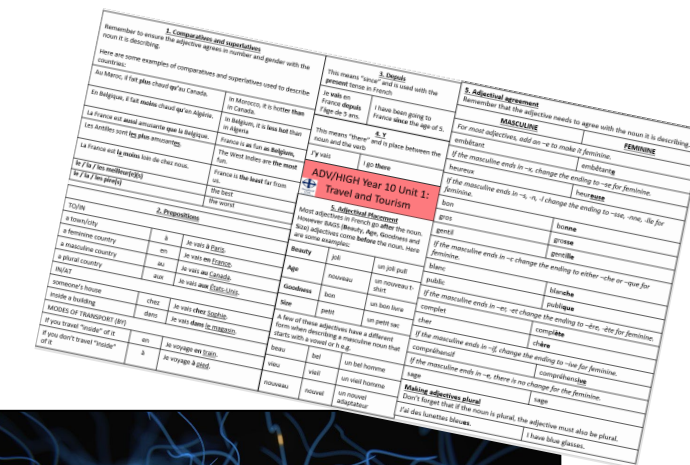 1. Comparatives and superlatives
Remember to ensure the adjective agrees in number and gender with the
noun it is describing.
Here are some examples of comparatives and superlatives used to describe
countries:
Au Maroc, il fait plus chaud qu'au Canada.
In Morocco, it is hotter than
in Canada.
En Belgique, il fait moins chaud qu'en Algérie.
In Belgium, it is less hot than
in Algeria
La France est aussi amusante que la Belgique.
France is as fun as Belgium.
Les Antilles sont les plus amusantes.
The West Indies are the most
fun.
La France est la moins loin de chez nous.
France is the least far from
us.
le / la / les meilleur(e)(s)
the best
le / la / les pire(s)
the worst
2. Prepositions
TO/IN
a town/city
à
Je vais à Paris.
a feminine country
en
Je vais en France.
a masculine country
au
Je vais au Canada.
a plural country
aux
Je vais aux États-Unis.
IN/AT
someone's house
chez
Je vais chez Sophie.
Inside a building
dans
Je vais dans le magasin.
MODES OF TRANSPORT (BY)
If you travel "inside" of it
en
Je voyage en train.
If you don't travel "inside"
of it
à
Je voyage à pied.
3. Depuis
This means "since" and is used with the
present tense in French
Je vais en
France depuis
l'âge de 5 ans.
I have been going to
France since the age of 5.
4. Y
This means "there" and is place between the
noun and the verb
J'y vais
I go there
ADV/HIGH Year 10 Unit 1:
Travel and Tourism
5. Adjectival Placement
Most adjectives in French go after the noun.
However BAGS (Beauty, Age, Goodness and
Size) adjectives come before the noun. Here
are some examples:
Beauty
joli
un joli pull
Age
nouveau
un nouveau t-
shirt
Goodness
bon
un bon livre
Size
petit
un petit sac
A few of these adjectives have a different
form when describing a masculine noun that
starts with a vowel or h e.g.
beau
bel
un bel homme
vieu
vieil
un vieil homme
nouveau
nouvel
un nouvel
adaptateur
5. Adjectival agreement
Remember that the adjective needs to agree with the noun it is describing.
MASCULINE
FEMININE
For most adjectives, add an –e to make it feminine.
embêtant
embêtante
If the masculine ends in –x, change the ending to –se for feminine.
heureux
heureuse
If the masculine ends in –s, -n, -l change the ending to –sse, -nne, -lle for
feminine.
bon
bonne
gros
grosse
gentil
gentille
If the masculine ends in –c change the ending to either –che or –que for
feminine.
blanc
blanche
public
publique
If the masculine ends in -er, -et change the ending to –ère, -ète for feminine.
complet
complète
cher
chère
If the masculine ends in –if, change the ending to –ive for feminine.
compréhensif
compréhensive
If the masculine ends in –e, there is no change for the feminine.
sage
sage
Making adjectives plural
Don't forget that if the noun is plural, the adjective must also be plural.
J'ai des lunettes bleues.
I have blue glasses.